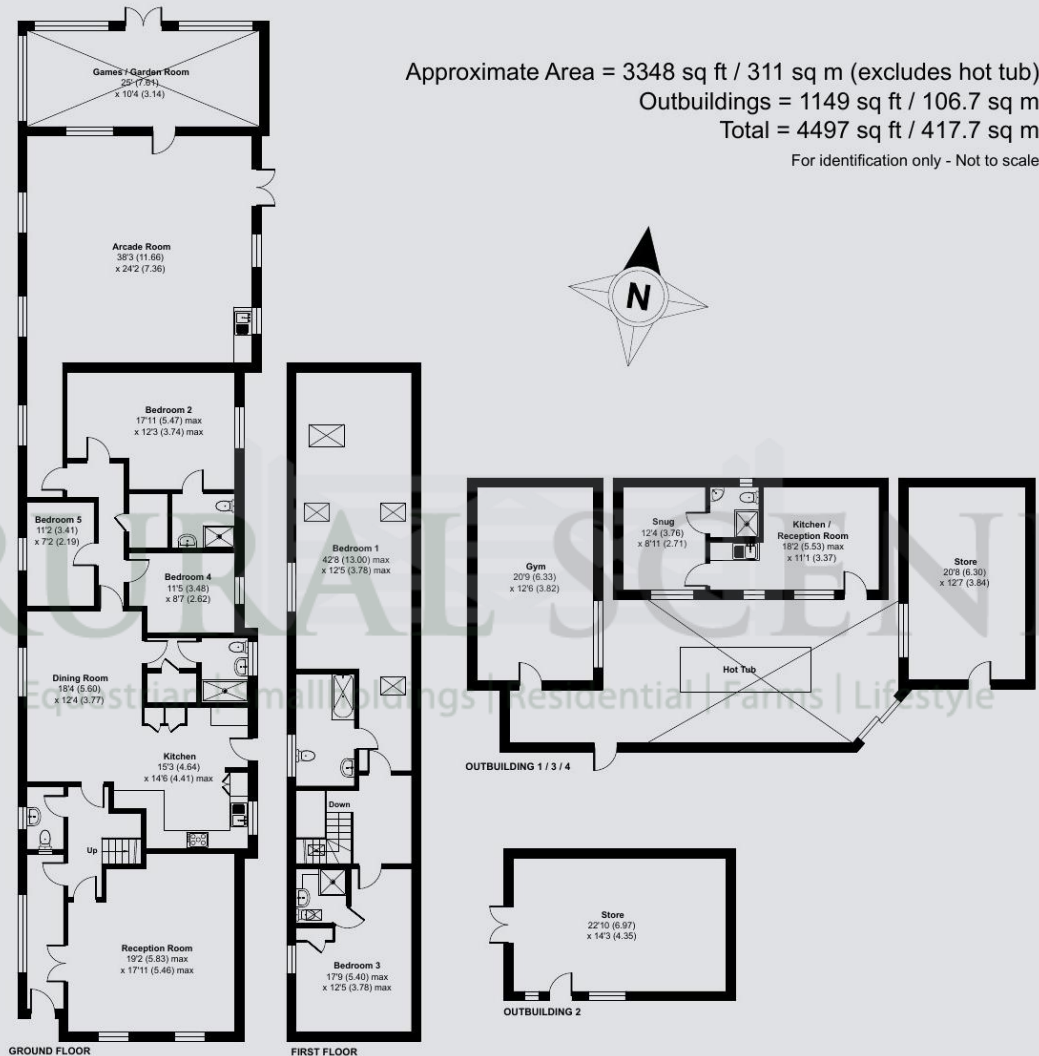 Approximate Area = 3348 sq ft / 311 sq m (excludes hot tub)
Outbuildings = 1149 sq ft / 106.7 sq m
Total = 4497 sq ft / 417.7 sq m
For identification only - Not to scale
N
Games / Garden Room
25' (7.61)
x 10'4 (3.14)
Arcade Room
38'3 (11.66)
x 24'2 (7.36)
Bedroom 2
17'11 (5.47) max
x 12'3 (3.74) max
Bedroom 5
11'2 (3.41)
x 7'2 (2.19)
Bedroom 4
11'5 (3.48)
x 8'7 (2.62)
Dining Room
18'4 (5.60)
x 12'4 (3.77)
Kitchen
15'3 (4.64)
x 14'6 (4.41) max
Up
Reception Room
19'2 (5.83) max
x 17'11 (5.46) max
GROUND FLOOR
Bedroom 1
42'8 (13.00) max
x 12'5 (3.78) max
Down
Bedroom 3
17'9 (5.40) max
x 12'5 (3.78) max
FIRST FLOOR
Gym
20'9 (6.33)
x 12'6 (3.82)
Snug
12'4 (3.76)
x 8'11 (2.71)
Kitchen /
Reception Room
18'2 (5.53) max
x 11'1 (3.37)
Store
20'8 (6.30)
x 12'7 (3.84)
Hot Tub
OUTBUILDING 1 / 3 / 4
Store
22'10 (6.97)
x 14'3 (4.35)
OUTBUILDING 2
RURAL SCENE
Equestrian | Smallholdings | Residential | Farms | Lifestyle